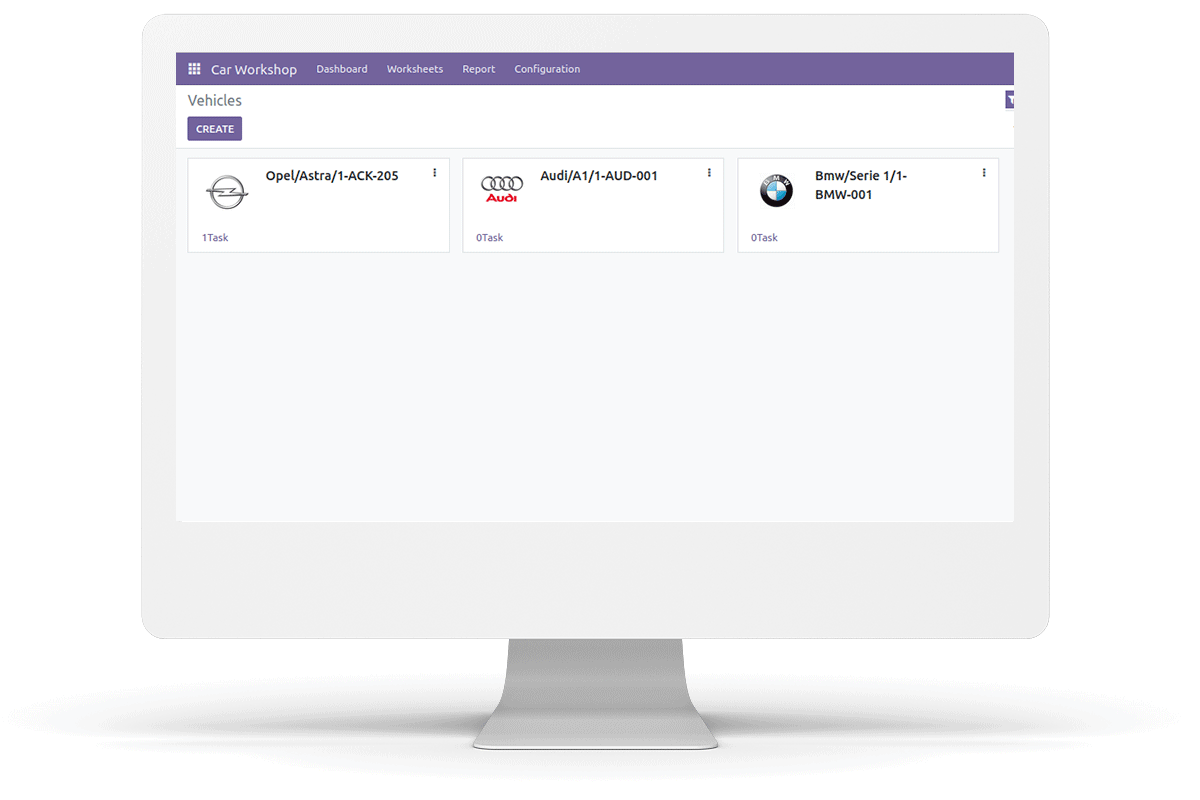 Car Workshop Dashboard Worksheets Report Configuration
Vehicles
CREATE
Opel/Astra/1-ACK-205
1Task
Audi/A1/1-AUD-001
Audi
0Task
Bmw/Serie 1/1-
BMW-001
BMW
0Task